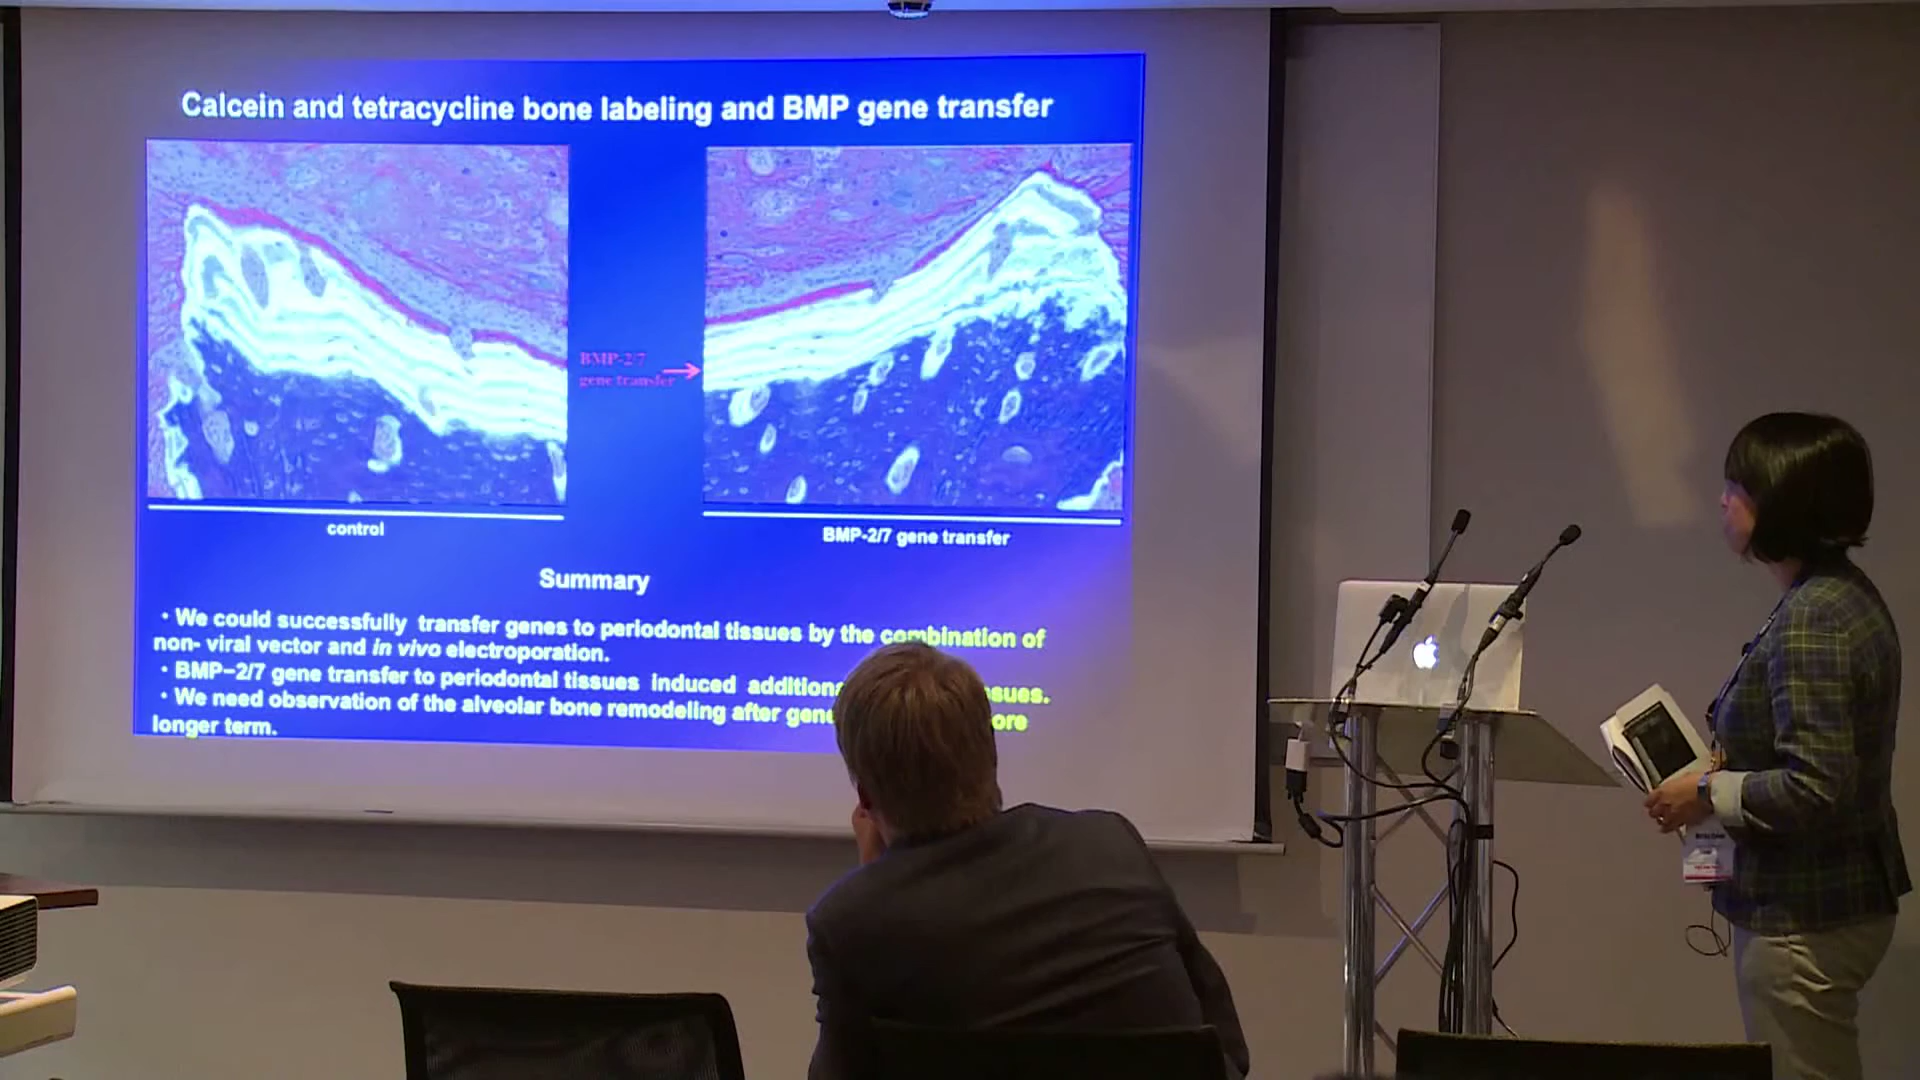 Calcein and tetracycline bone labeling and BMP gene transfer
BMP-2/7
gene transfer
control
BMP-2/7 gene transfer
Summary
• We could successfully transfer genes to periodontal tissues by the combination of
non- viral vector and in vivo electroporation.
• BMP−2/7 gene transfer to periodontal tissues induced
• We need observation of the alveolar bone remodeling after
longer term.